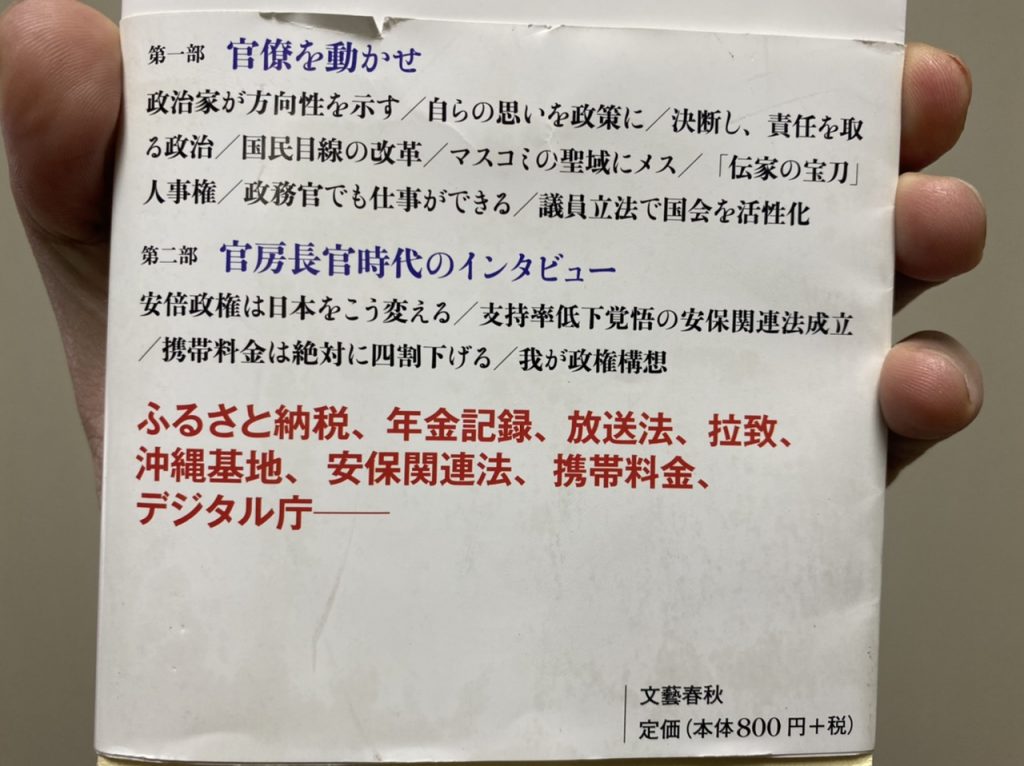 第一部 官僚を動かせ
政治家が方向性を示す/自らの思いを政策に/決断し、責任を取
る政治/国民目線の改革/マスコミの聖域にメス/「伝家の宝刀」
人事権/政務官でも仕事ができる/議員立法で国会を活性化
第二部 官房長官時代のインタビュー
安倍政権は日本をこう変える/支持率低下覚悟の安保関連法成立
/携帯料金は絶対に四割下げる/我が政権構想
ふるさと納税、年金記録、放送法、拉致、
沖縄基地、安保関連法、携帯料金、
デジタル庁――
文藝春秋
定価(本体800円+税)